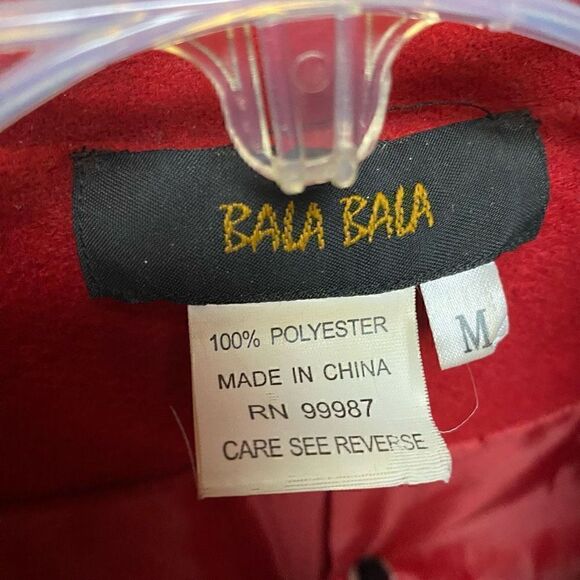 BALA BALA
M
100% POLYESTER
MADE IN CHINA
RN 99987
CARE SEE REVERSE